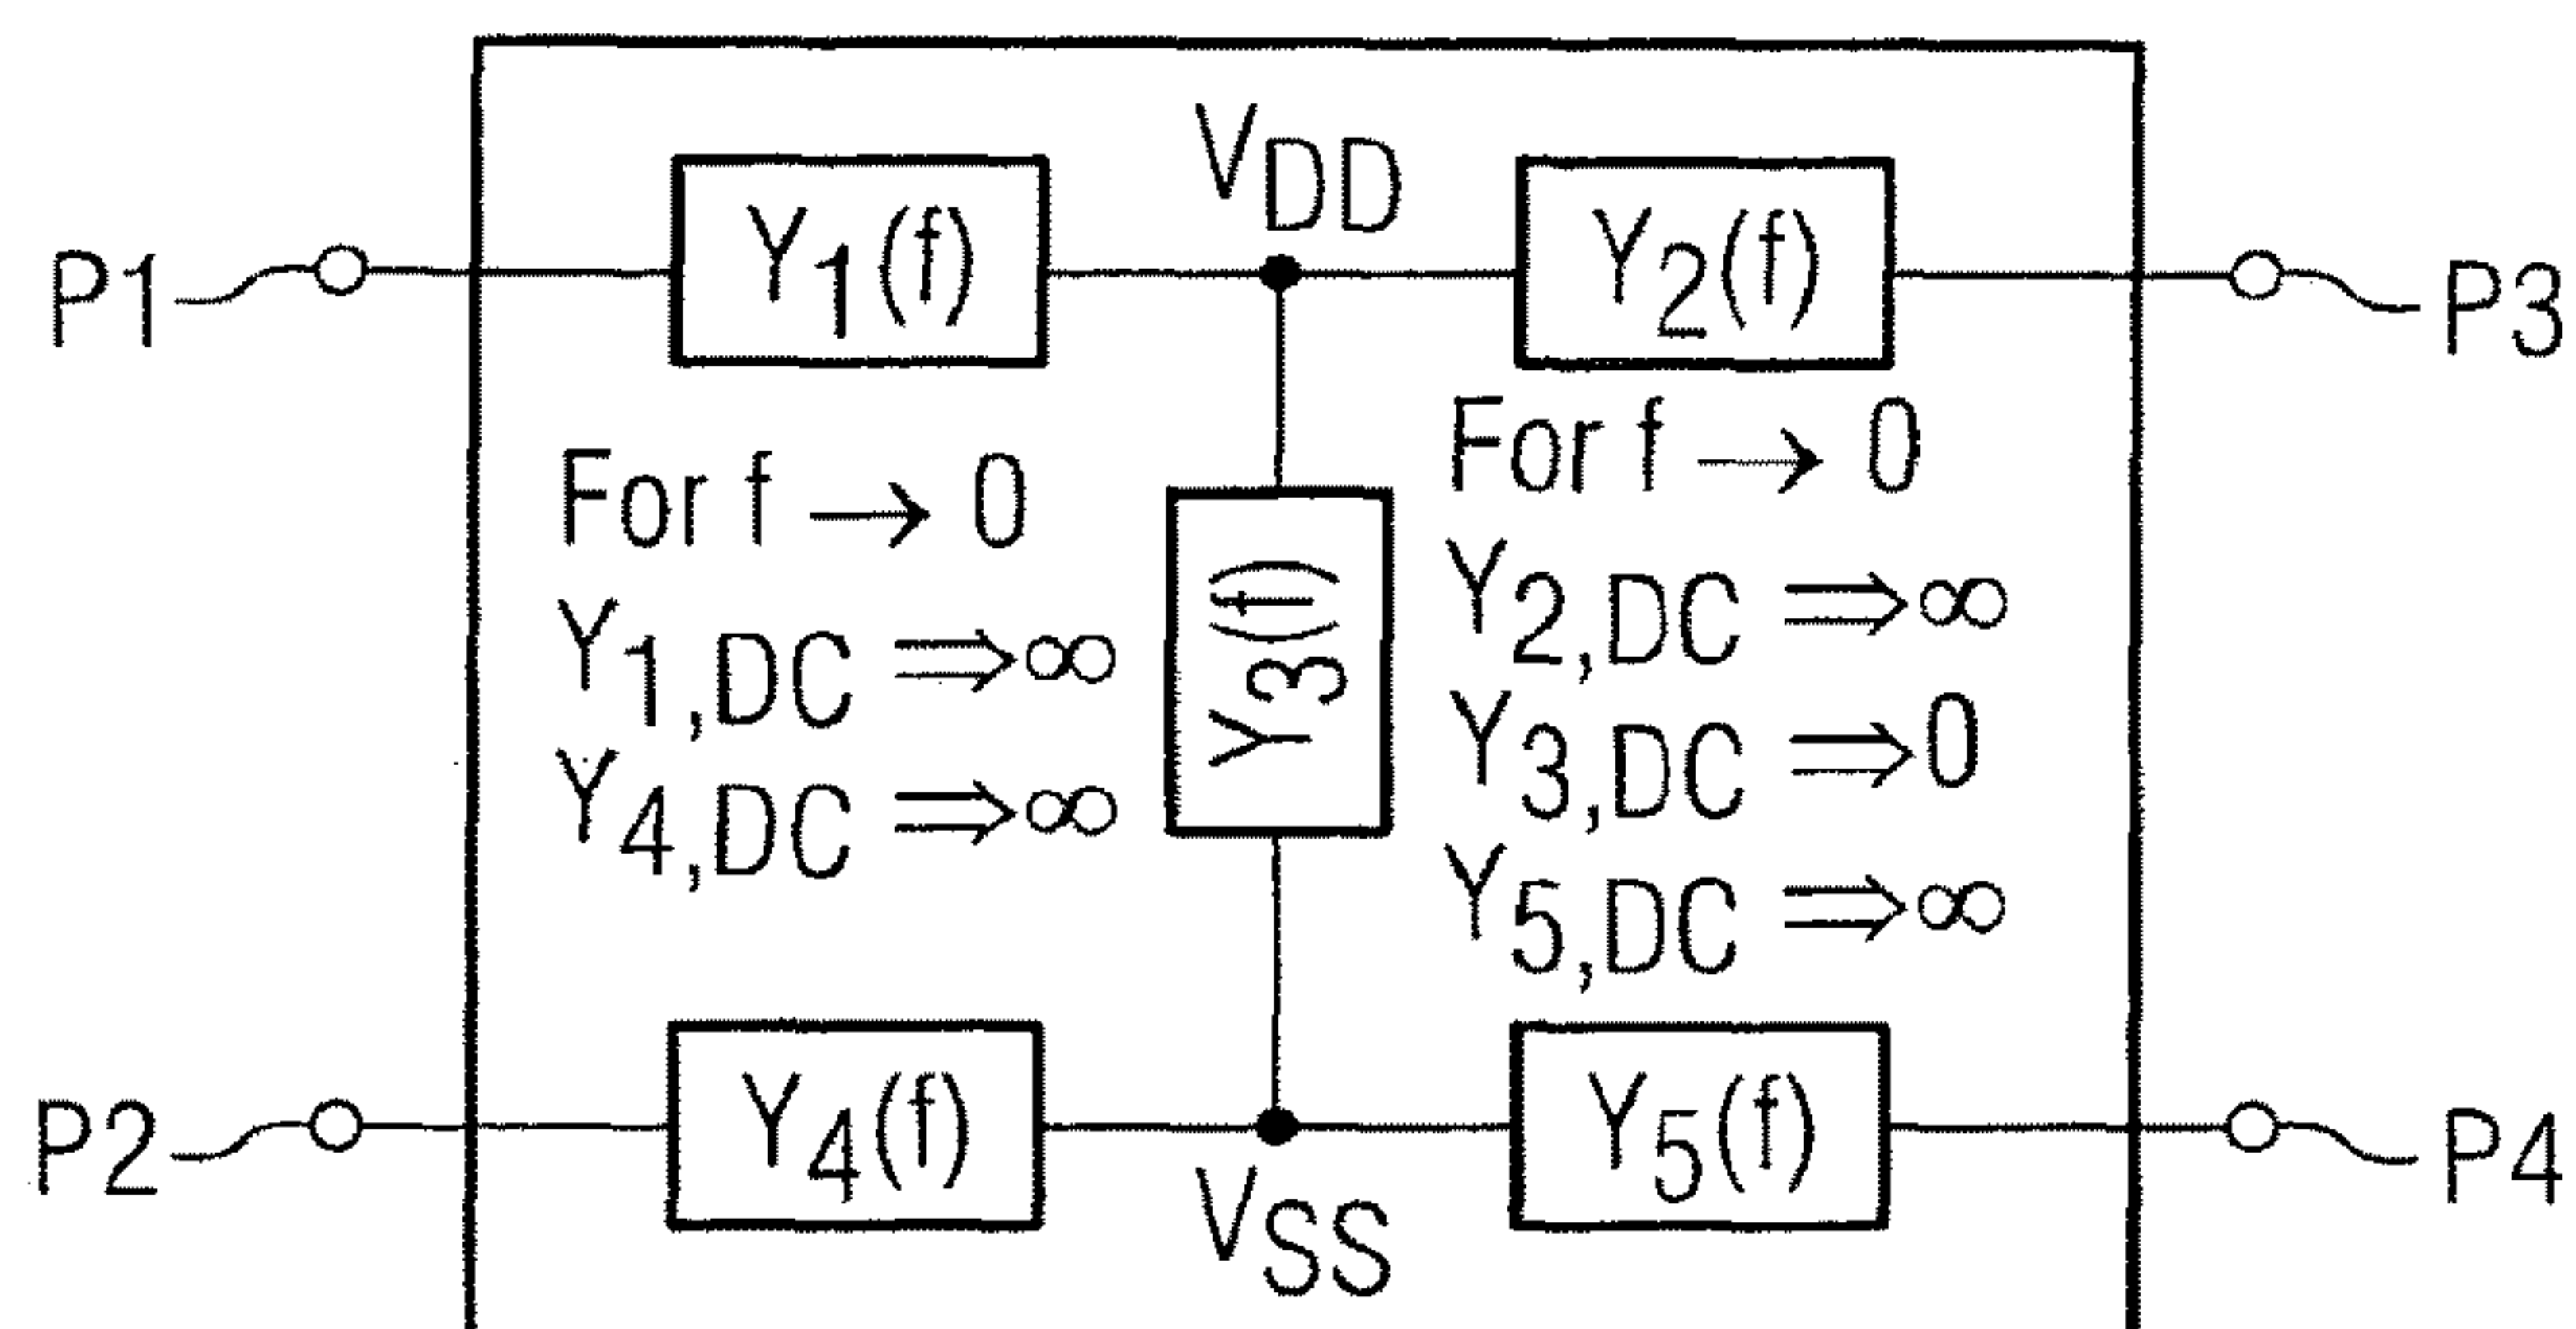 V_DD
Y_1(f)
Y_2(f)
P1
P3
For f → 0
Y_1,DC ⇒ ∞
Y_4,DC ⇒ ∞
Y_3(f)
For f → 0
Y_2,DC ⇒ ∞
Y_3,DC ⇒ 0
Y_5,DC ⇒ ∞
P2
Y_4(f)
Y_5(f)
P4
V_SS